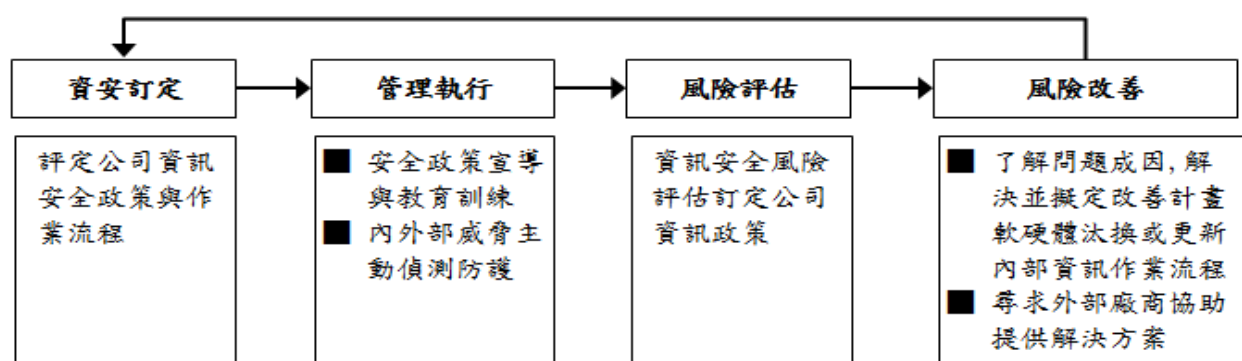 資安訂定
管理執行
風險評估
風險改善
評定公司資訊
安全政策與作
業流程
■ 安全政策宣導
與教育訓練
■ 內外部威脅主
動偵測防護
資訊安全風險
評估訂定公司
資訊政策
■ 了解問題成因,解
決並擬定改善計畫
軟硬體汰換或更新
內部資訊作業流程
■ 尋求外部廠商協助
提供解決方案